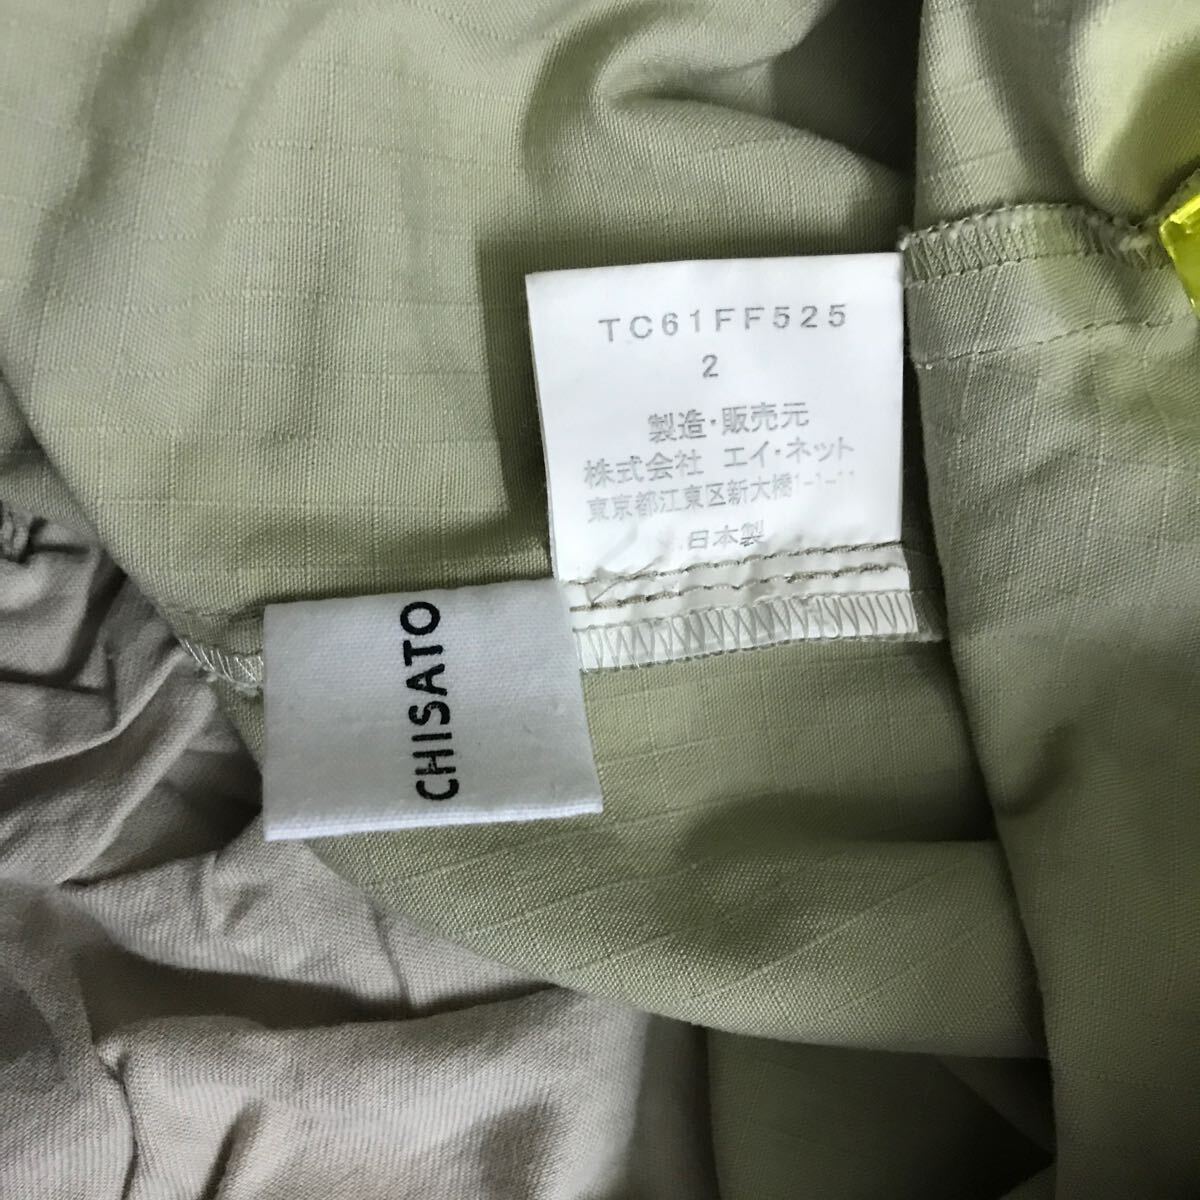 TC61FF525
2
製造・販売元
株式会社 エイ・ネット
東京都江東区新大橋1-1-11
日本製
CHISATO